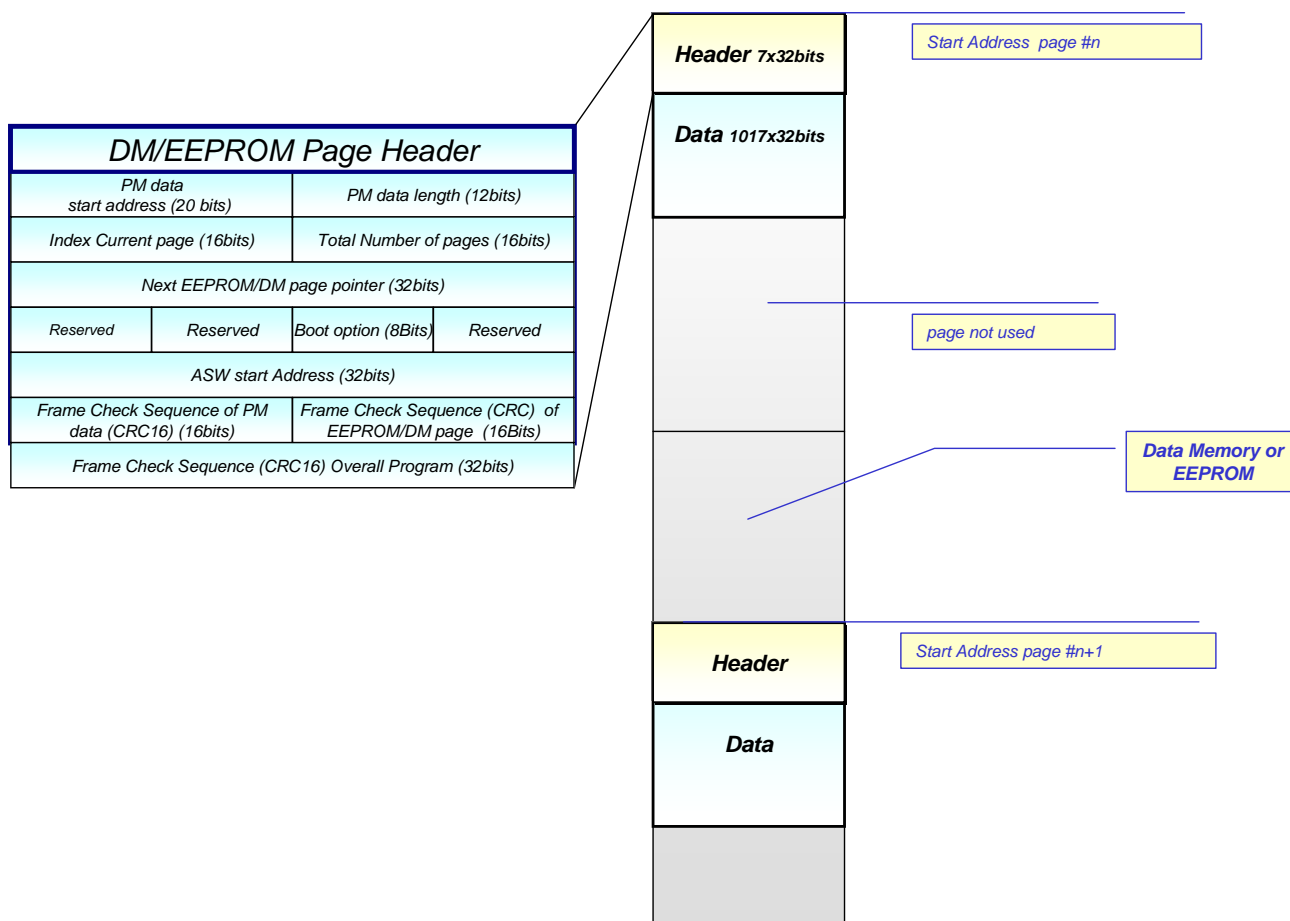 Header 7x32bits
Start Address page #n
Data 1017x32bits
DM/EEPROM Page Header
PM data
start address (20 bits)
PM data length (12bits)
Index Current page (16bits)
Total Number of pages (16bits)
Next EEPROM/DM page pointer (32bits)
Reserved
Reserved
Boot option (8Bits)
Reserved
ASW start Address (32bits)
Frame Check Sequence of PM
data (CRC16) (16bits)
Frame Check Sequence (CRC) of
EEPROM/DM page (16Bits)
Frame Check Sequence (CRC16) Overall Program (32bits)
page not used
Data Memory or
EEPROM
Header
Start Address page #n+1
Data